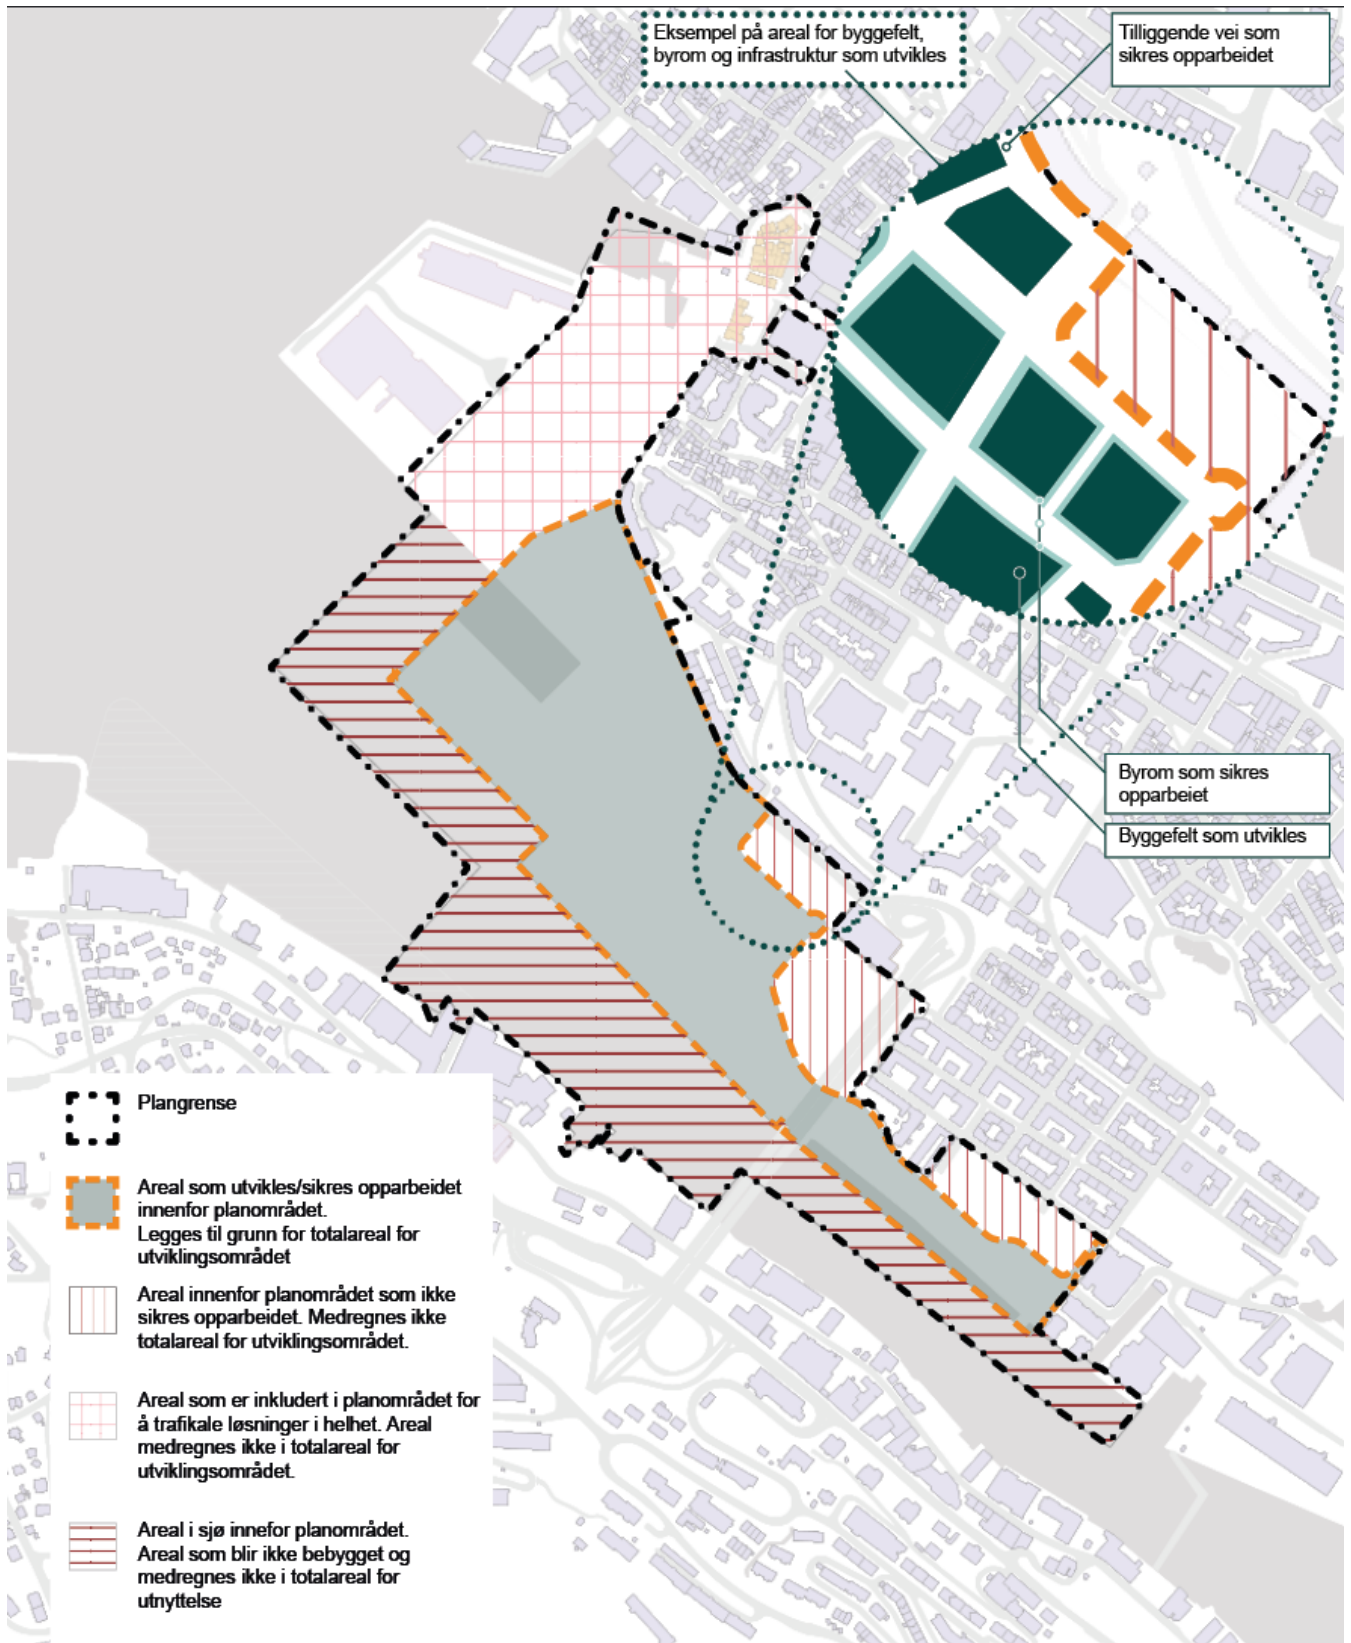 Eksempel på areal for byggefelt,
byrom og infrastruktur som utvikles
Tilliggende vei som
sikres opparbeidet
Byrom som sikres
opparbeiet
Byggefelt som utvikles
Plangrense
Areal som utvikles/sikres opparbeidet
innenfor planområdet.
Legges til grunn for totalareal for
utviklingsområdet
Areal innenfor planområdet som ikke
sikres opparbeidet. Medregnes ikke
totalareal for utviklingsområdet.
Areal som er inkludert i planområdet for
å trafikale løsninger i helhet. Areal
medregnes ikke i totalareal for
utviklingsområdet.
Areal i sjø innefor planområdet.
Areal som blir ikke bebygget og
medregnes ikke i totalareal for
utnyttelse